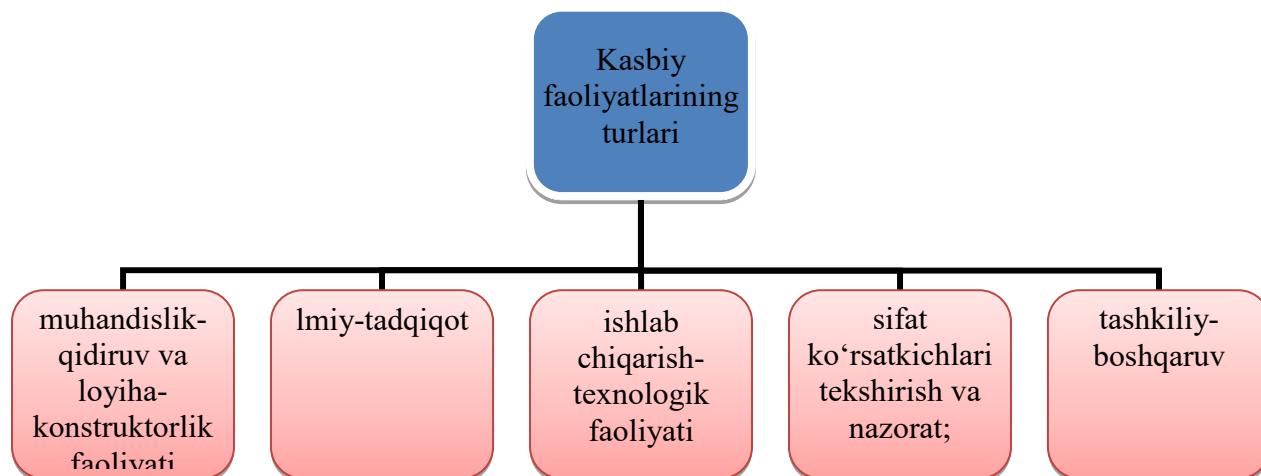 Kasbiy
faoliyatlarining
turlari
muhandislik-
qidiruv va
loyiha-
konstruktorlik
faoliyati
lmiy-tadqiqot
ishlab
chiqarish-
texnologik
faoliyati
sifat
ko‘rsatkichlari
tekshirish va
nazorat;
tashkiliy-
boshqaruv